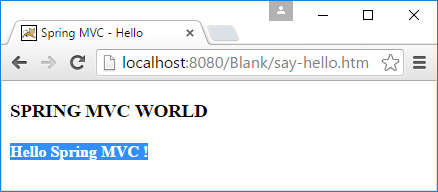 Spring MVC - Hello
localhost:8080/Blank/say-hello.htm
SPRING MVC WORLD
Hello Spring MVC !